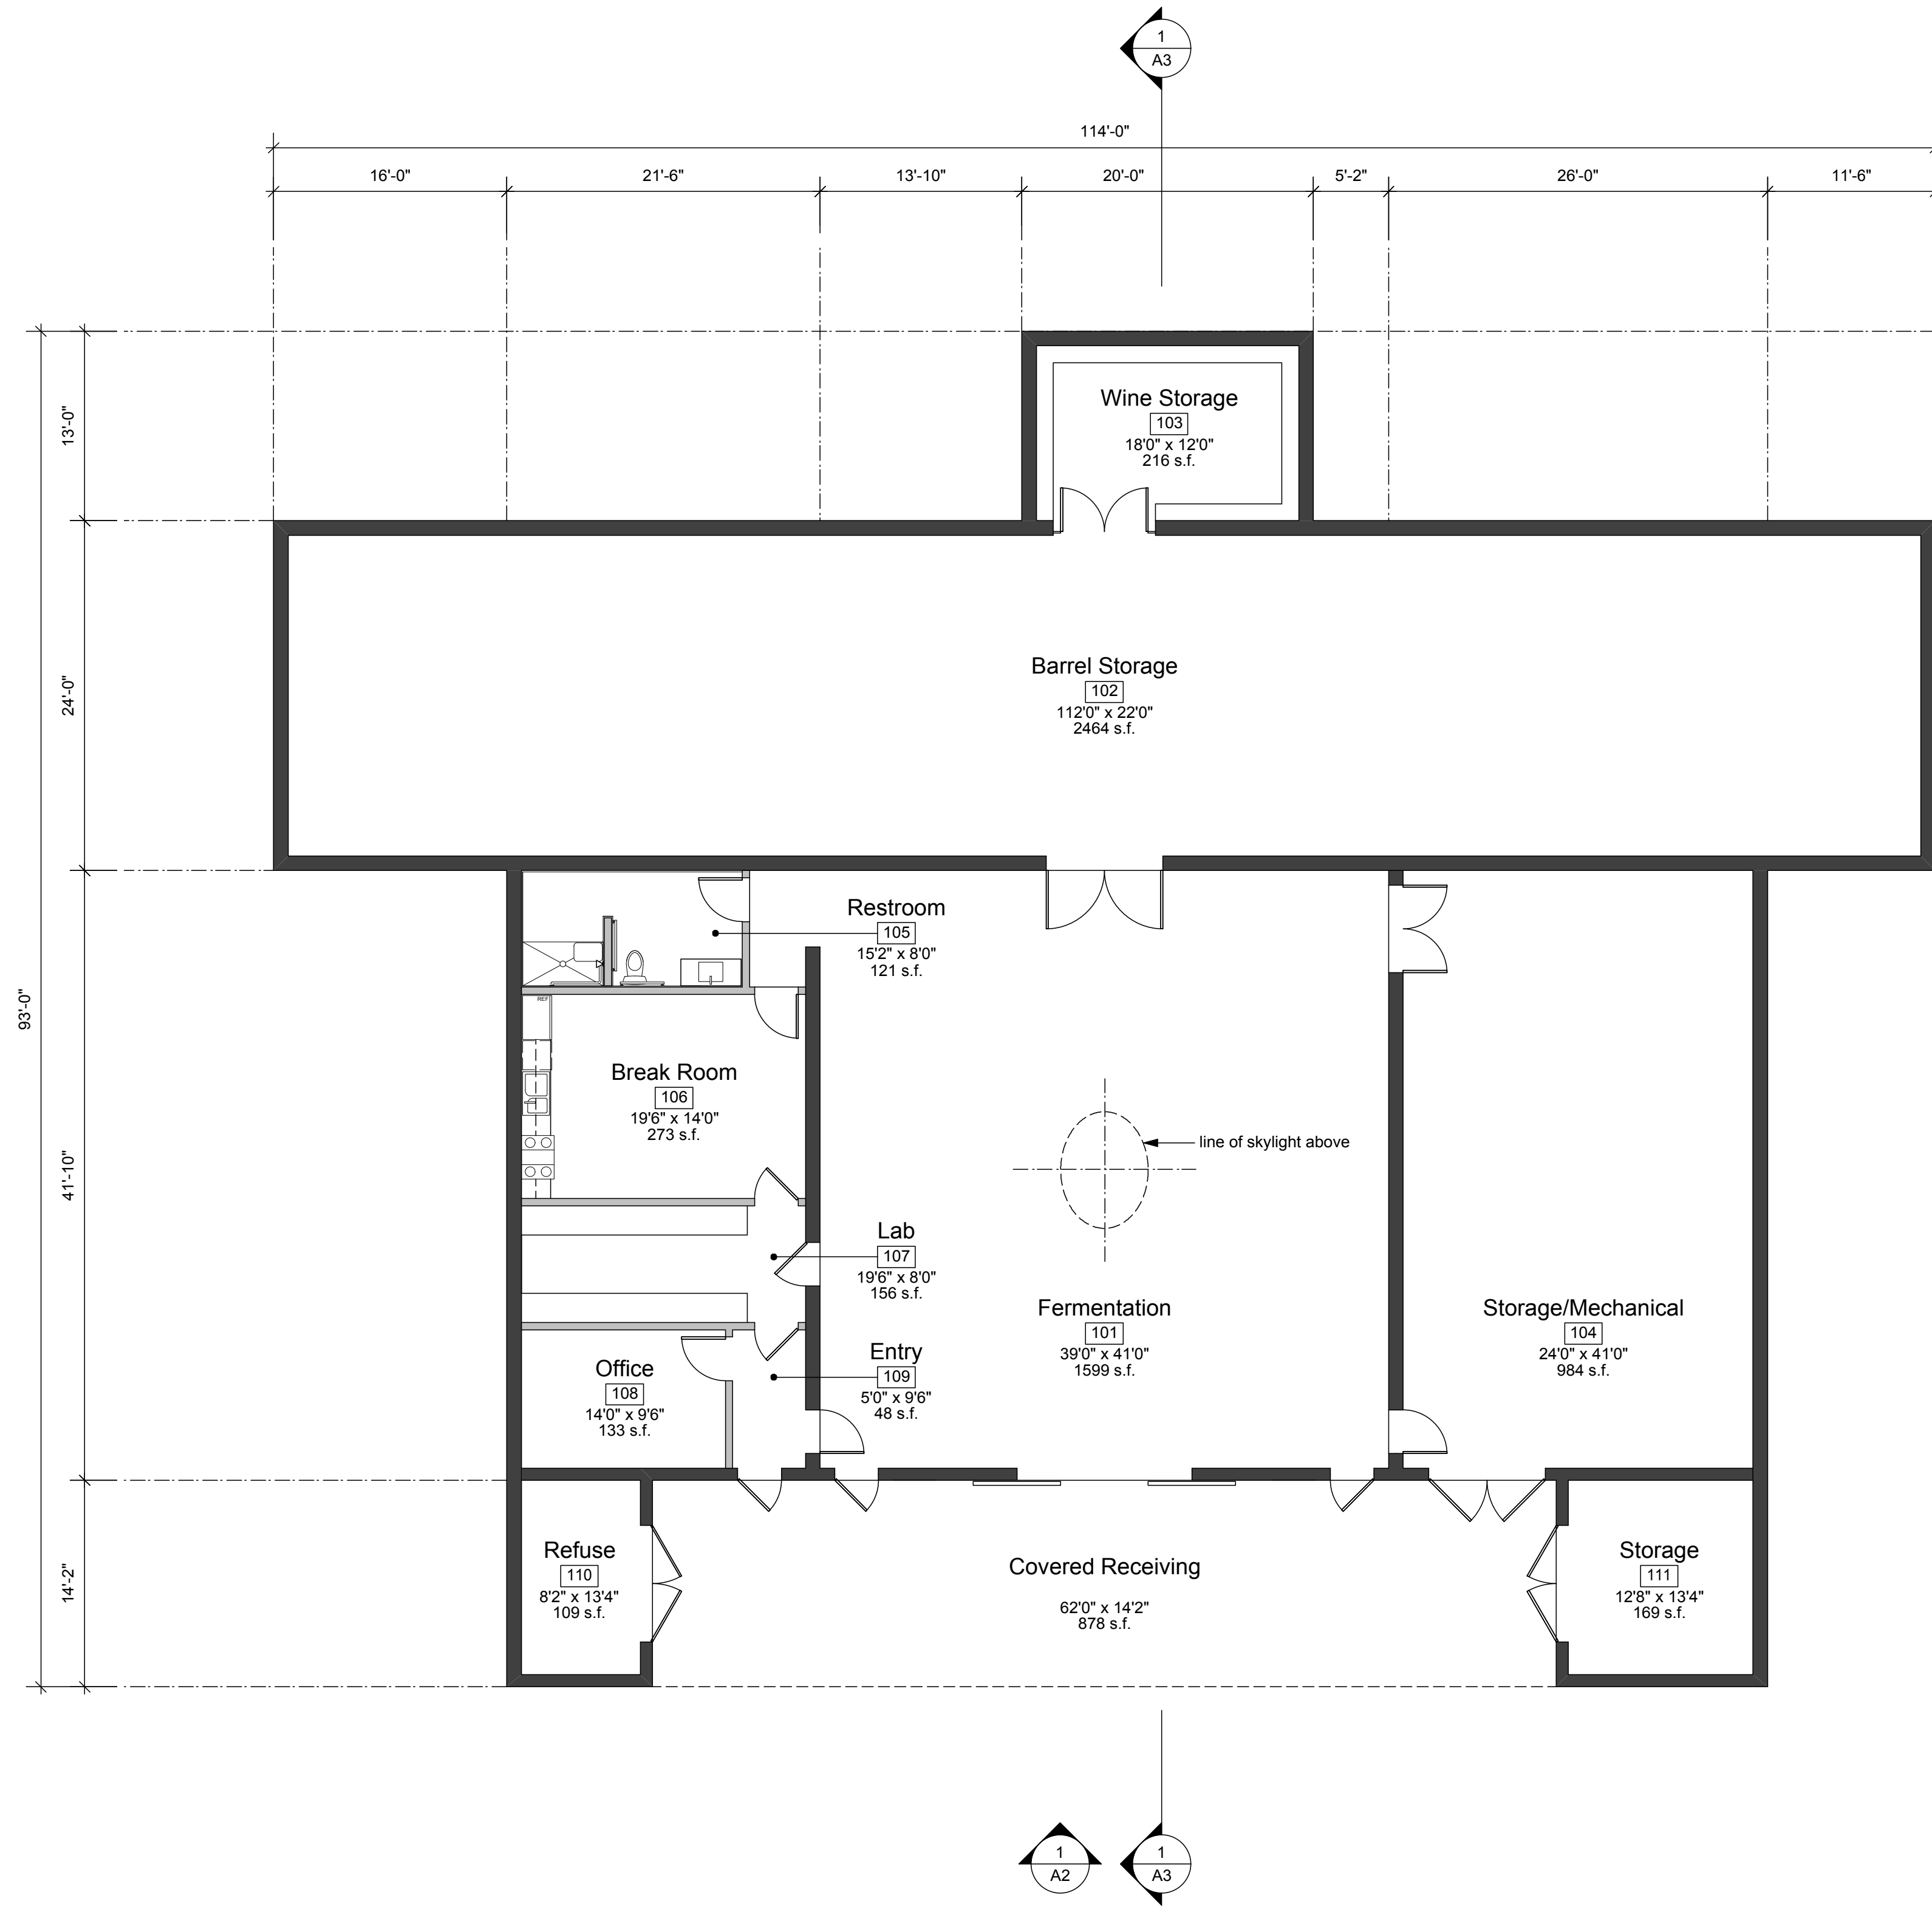 1
A3
114'-0"
16'-0"
21'-6"
13'-10"
20'-0"
5'-2"
26'-0"
11'-6"
13'-0"
24'-0"
93'-0"
41'-10"
14'-2"
Wine Storage
103
18'0" x 12'0"
216 s.f.
Barrel Storage
102
112'0" x 22'0"
2464 s.f.
Restroom
105
15'2" x 8'0"
121 s.f.
REF
Break Room
106
19'6" x 14'0"
273 s.f.
line of skylight above
Lab
107
19'6" x 8'0"
156 s.f.
Fermentation
101
39'0" x 41'0"
1599 s.f.
Storage/Mechanical
104
24'0" x 41'0"
984 s.f.
Entry
109
5'0" x 9'6"
48 s.f.
Office
108
14'0" x 9'6"
133 s.f.
Refuse
110
8'2" x 13'4"
109 s.f.
Covered Receiving
62'0" x 14'2"
878 s.f.
Storage
111
12'8" x 13'4"
169 s.f.
1
A2
1
A3